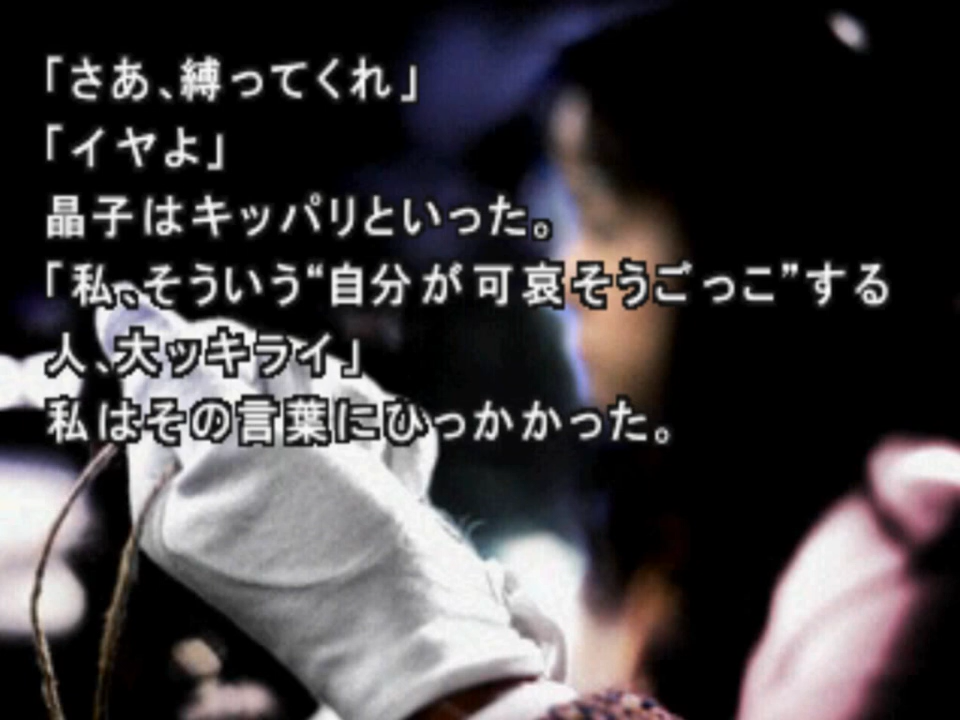 「さあ、縛ってくれ」
「イヤよ」
晶子はキッパリといった。
「私、そういう“自分が可哀そうごっこ”する
人、大ッキライ」
私はその言葉にひっかかった。